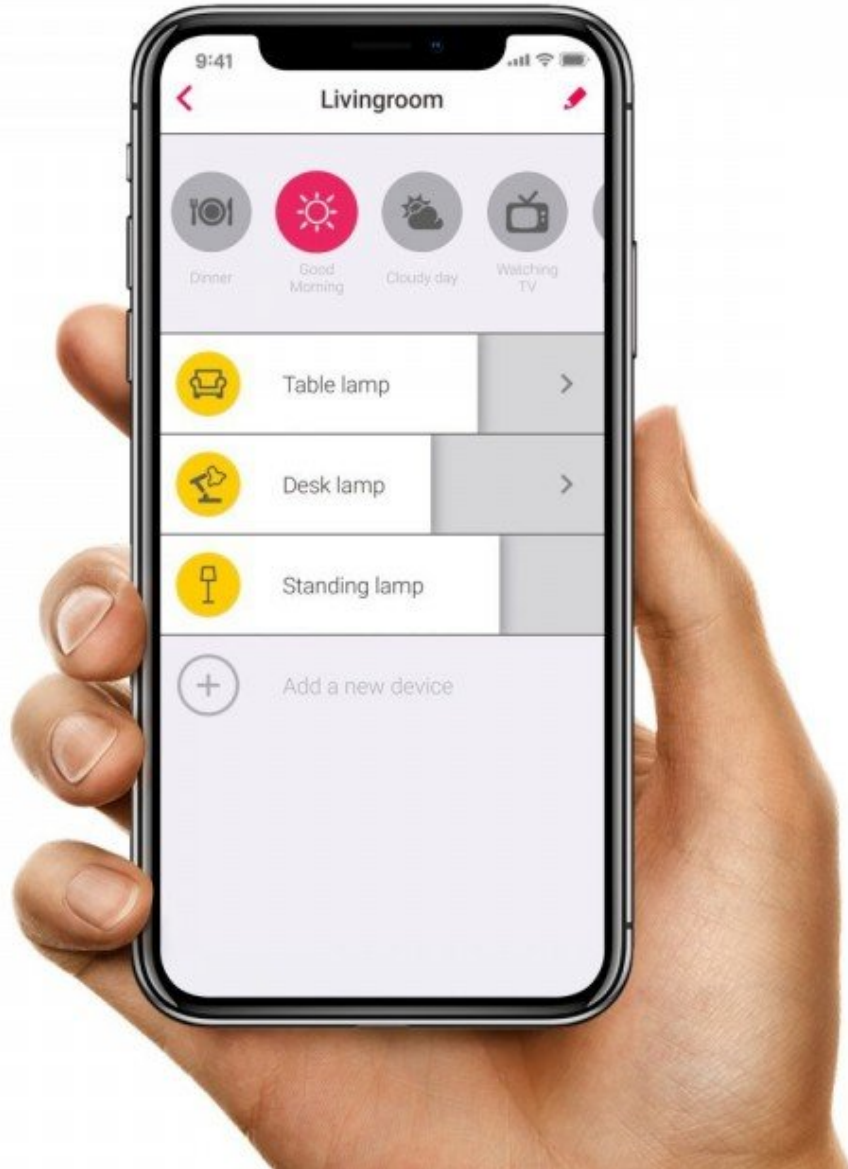 9:41
Livingroom
Dinner
Good
Morning
Cloudy day
Watching
TV
Table lamp
Desk lamp
Standing lamp
Add a new device